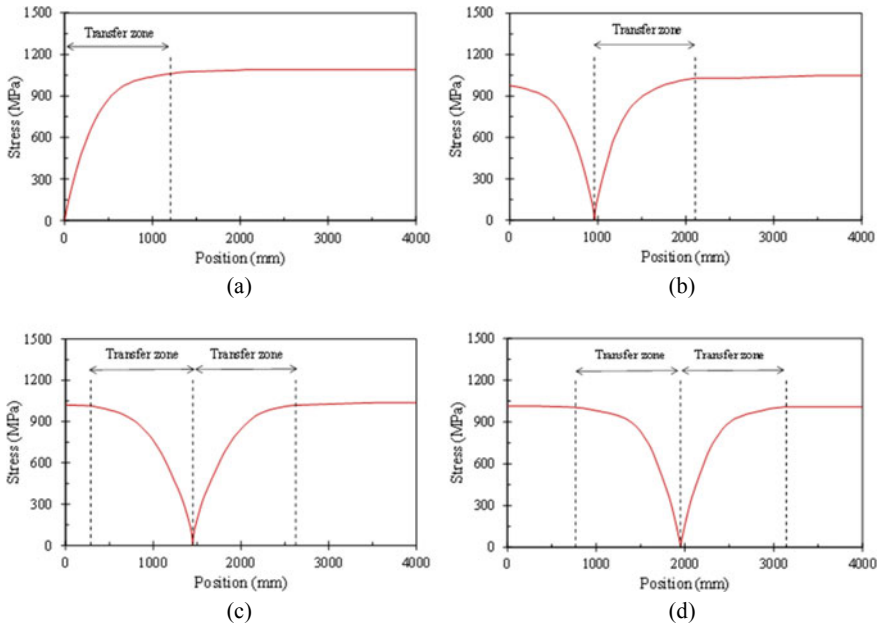 Transfer zone
1500
1200
900
600
300
0
Stress (MPa)
0 1000 2000 3000 4000
Position (mm)
(a)
Transfer zone
1500
1200
900
600
300
0
Stress (MPa)
0 1000 2000 3000 4000
Position (mm)
(b)
Transfer zone Transfer zone
1500
1200
900
600
300
0
Stress (MPa)
0 1000 2000 3000 4000
Position (mm)
(c)
Transfer zone Transfer zone
1500
1200
900
600
300
0
Stress (MPa)
0 1000 2000 3000 4000
Position (mm)
(d)